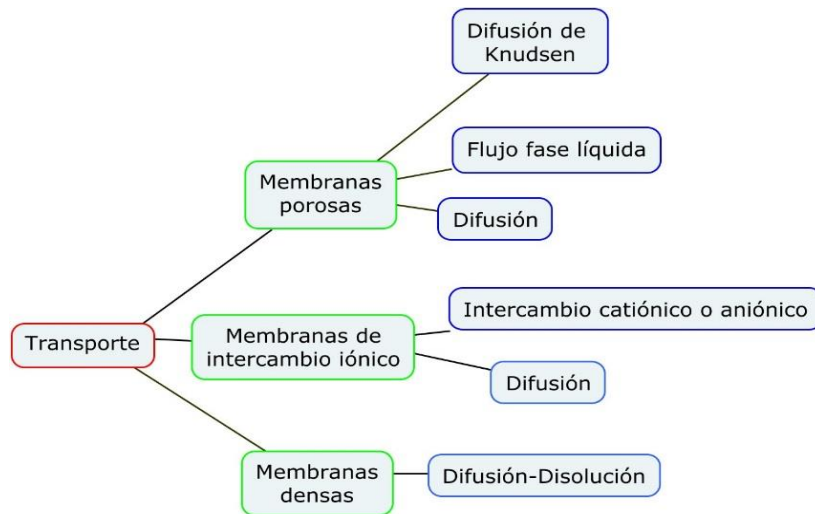 Difusión de
Knudsen
Flujo fase líquida
Membranas
porosas
Difusión
Intercambio catiónico o aniónico
Transporte
Membranas de
intercambio iónico
Difusión
Membranas
densas
Difusión-Disolución